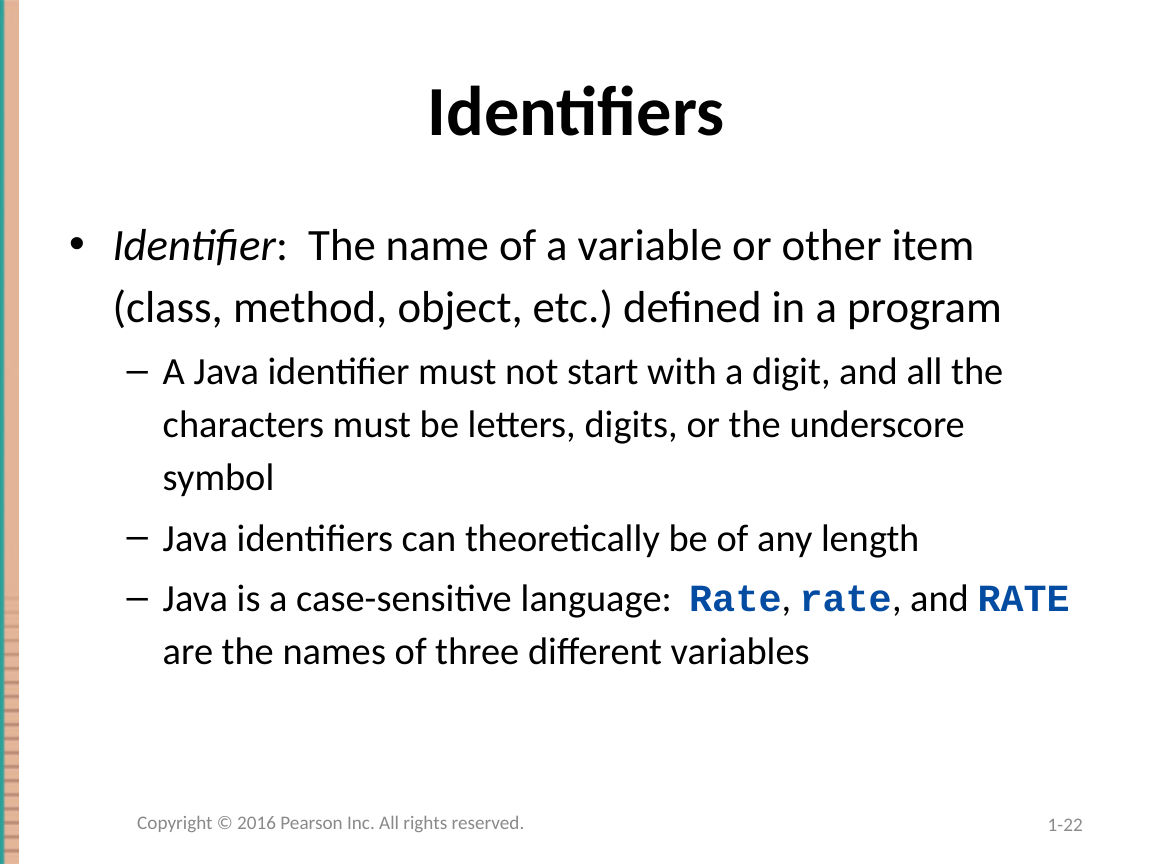 Identifiers
• Identifier:  The name of a variable or other item
(class, method, object, etc.) defined in a program
– A Java identifier must not start with a digit, and all the
characters must be letters, digits, or the underscore
symbol
– Java identifiers can theoretically be of any length
– Java is a case-sensitive language:  Rate, rate, and RATE
are the names of three different variables
Copyright © 2016 Pearson Inc. All rights reserved.
1-22